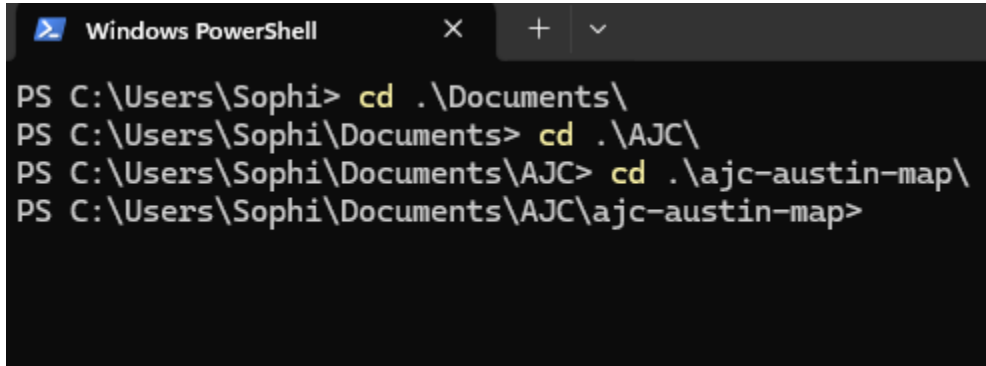 Windows PowerShell
PS C:\Users\Sophi> cd .\Documents\
PS C:\Users\Sophi\Documents> cd .\AJC\
PS C:\Users\Sophi\Documents\AJC> cd .\ajc-austin-map\
PS C:\Users\Sophi\Documents\AJC\ajc-austin-map>